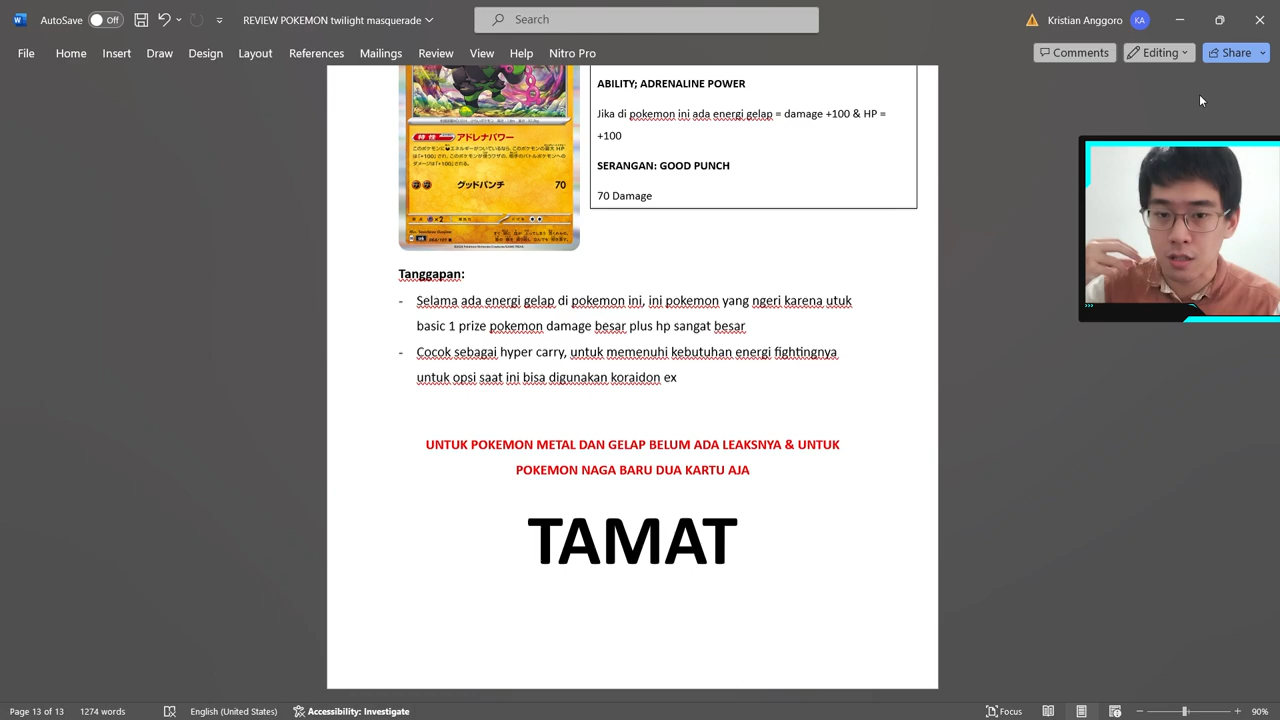 AutoSave Off REVIEW POKEMON twilight masquerade Search Kristian Anggoro KA
File Home Insert Draw Design Layout References Mailings Review View Help Nitro Pro Comments Editing Share
ABILITY; ADRENALINE POWER
Jika di pokemon ini ada energi gelap = damage +100 & HP =
+100
SERANGAN: GOOD PUNCH
70 Damage
特性 アドレナパワー
グッドパンチ 70
Tanggapan:
- Selama ada energi gelap di pokemon ini, ini pokemon yang ngeri karena utuk
basic 1 prize pokemon damage besar plus hp sangat besar
- Cocok sebagai hyper carry, untuk memenuhi kebutuhan energi fightingnya
untuk opsi saat ini bisa digunakan koraidon ex
UNTUK POKEMON METAL DAN GELAP BELUM ADA LEAKSNYA & UNTUK
POKEMON NAGA BARU DUA KARTU AJA
TAMAT
Page 13 of 13 1274 words English (United States) Accessibility: Investigate Focus 90%